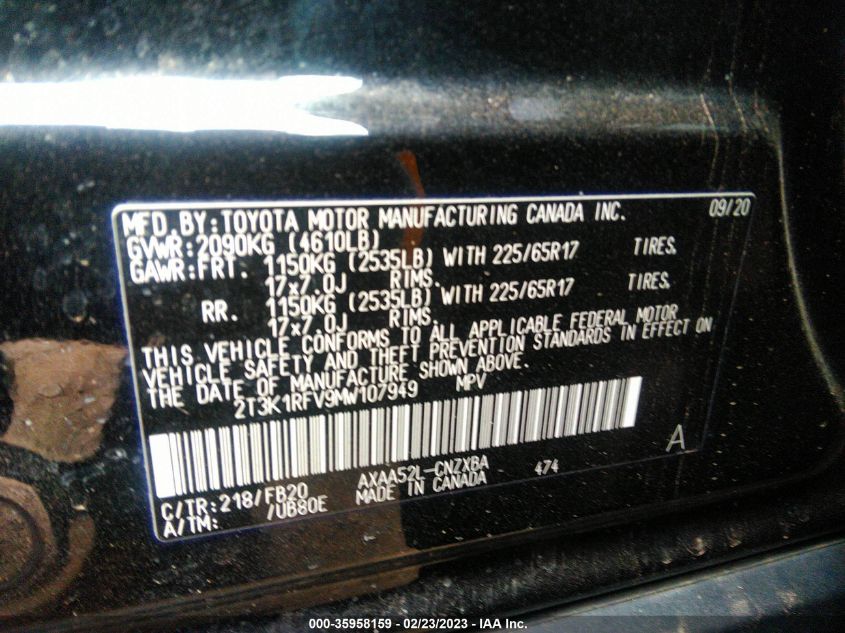 MFD. BY: TOYOTA MOTOR MANUFACTURING CANADA INC. 09/20
GVWR: 2090KG (4610LB)
GAWR: FRT. 1150KG (2535LB) WITH 225/65R17 TIRES.
17x7.0J RIMS.
RR. 1150KG (2535LB) WITH 225/65R17 TIRES.
17x7.0J RIMS.
THIS VEHICLE CONFORMS TO ALL APPLICABLE FEDERAL MOTOR
VEHICLE SAFETY AND THEFT PREVENTION STANDARDS IN EFFECT ON
THE DATE OF MANUFACTURE SHOWN ABOVE.
2T3K1RFV9MW107949 MPV
A
C/TR: 218/FB20 AXAA52L-CNZXBA 474
A/TM: /UB80E MADE IN CANADA
000-35958159 - 02/23/2023 - IAA Inc.